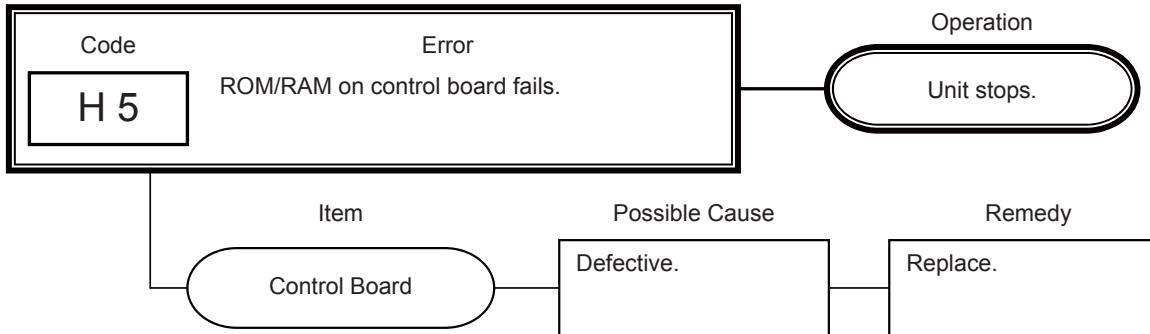 Operation
Code
Error
H 5
ROM/RAM on control board fails.
Unit stops.
Item
Possible Cause
Remedy
Control Board
Defective.
Replace.